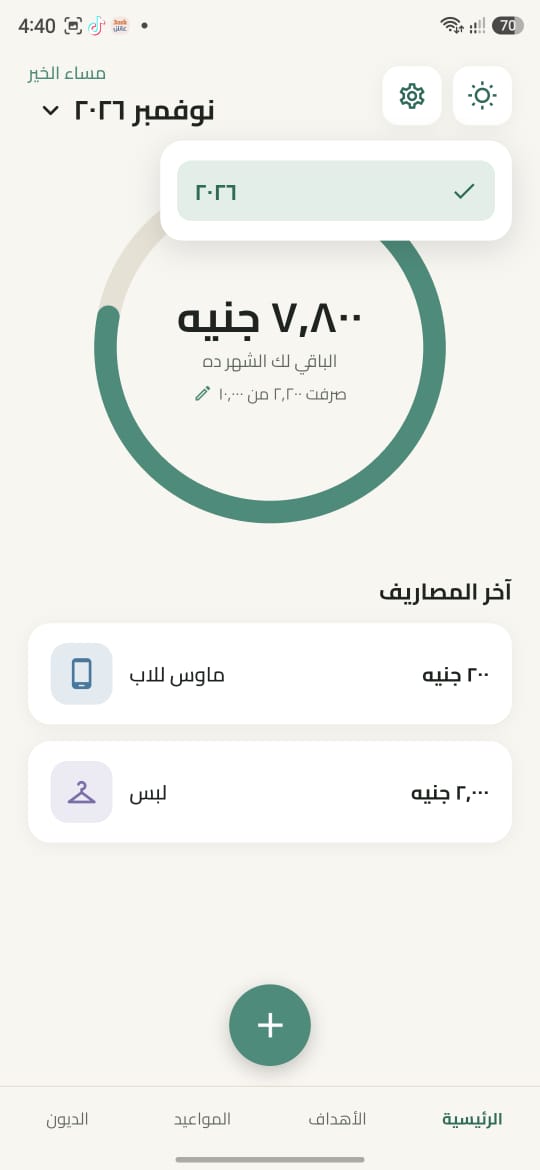 4:40
70
مساء الخير
نوفمبر ٢٠٢٦
٢٠٢٦
٧,٨٠٠ جنيه
الباقي لك الشهر ده
صرفت ٢,٢٠٠ من ١٠,٠٠٠
آخر المصاريف
ماوس للاب
٢٠٠ جنيه
لبس
٢,٠٠٠ جنيه
الرئيسية
الأهداف
المواعيد
الديون